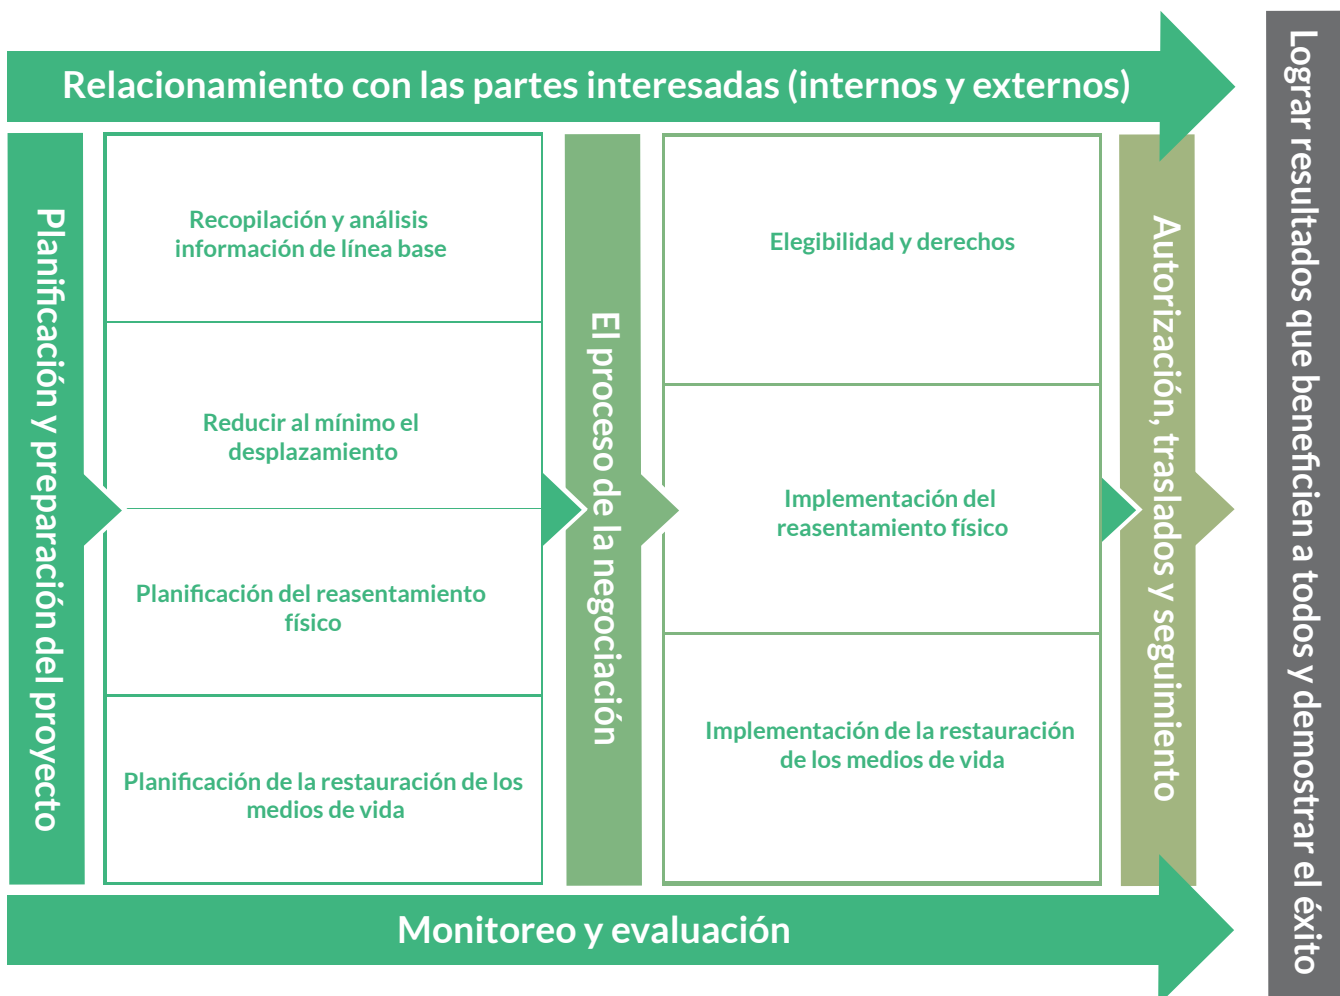 Relacionamiento con las partes interesadas (internos y externos)
Planificación y preparación del proyecto
Recopilación y análisis
información de línea base
Reducir al mínimo el
desplazamiento
Planificación del reasentamiento
físico
Planificación de la restauración de los
medios de vida
El proceso de la negociación
Elegibilidad y derechos
Implementación del
reasentamiento físico
Implementación de la restauración
de los medios de vida
Autorización, traslados y seguimiento
Monitoreo y evaluación
Lograr resultados que beneficien a todos y demostrar el éxito